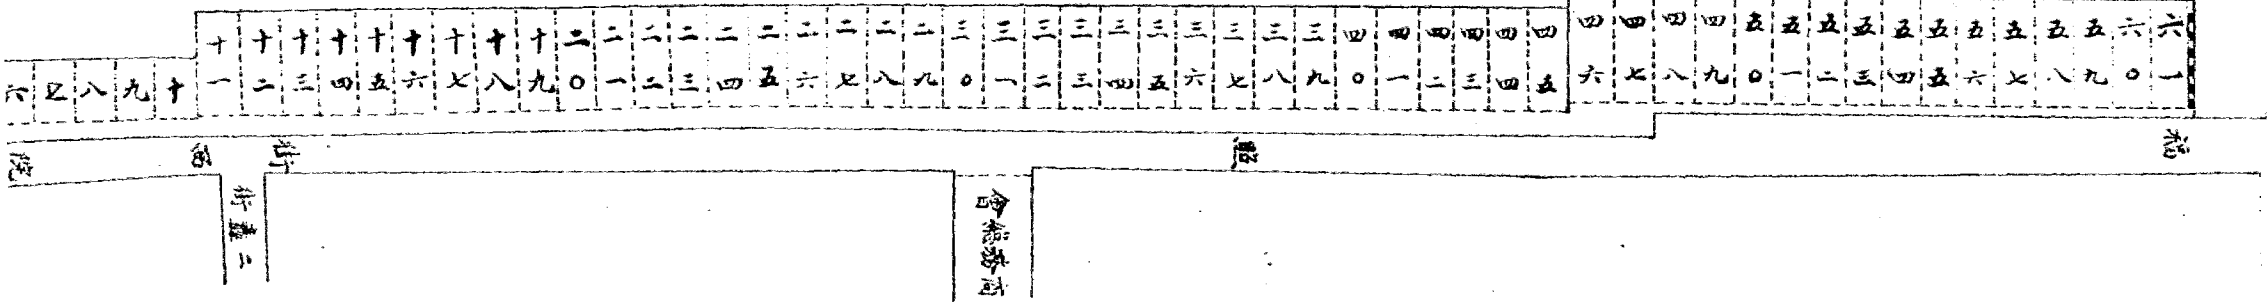 六 七 八 九 十 十一 十二 十三 十四 十五 十六 十七 十八 十九 二〇 二一 二二 二三 二四 二五 二六 二七 二八 二九 三〇 三一 三二 三三 三四 三五 三六 三七 三八 三九 四〇 四一 四二 四三 四四 四五 四六 四七 四八 四九 五〇 五一 五二 五三 五四 五五 五六 五七 五八 五九 六〇 六一
福照街